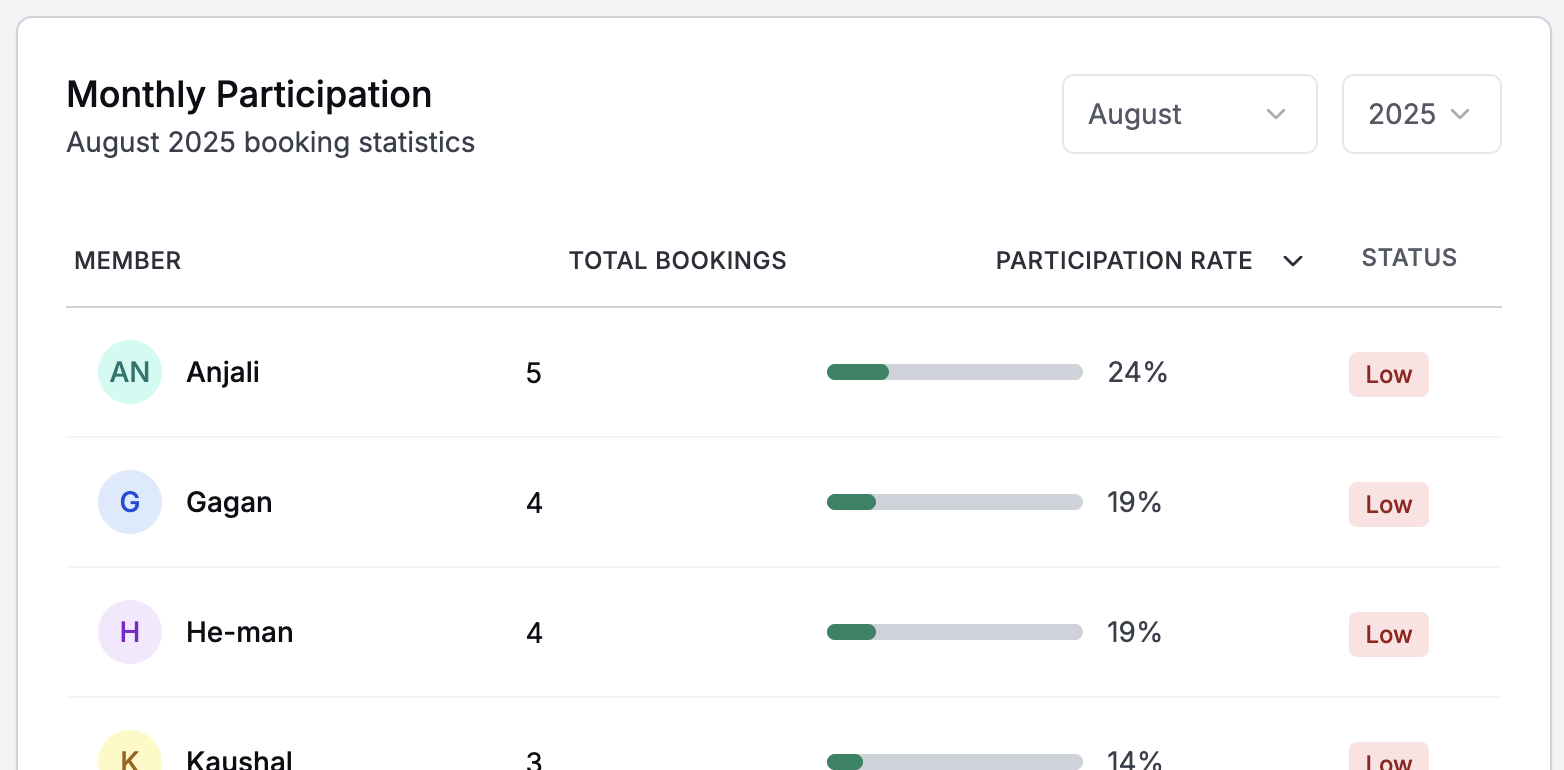 Monthly Participation
August 2025 booking statistics
August
2025
MEMBER TOTAL BOOKINGS PARTICIPATION RATE STATUS
AN Anjali 5 24% Low
G Gagan 4 19% Low
H He-man 4 19% Low
K Kaushal 3 14% Low